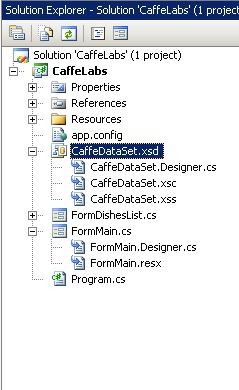 Solution Explorer - Solution 'CaffeLabs' (1 project)
Solution 'CaffeLabs' (1 project)
CaffeLabs
Properties
References
Resources
app.config
CaffeDataSet.xsd
CaffeDataSet.Designer.cs
CaffeDataSet.xsc
CaffeDataSet.xss
FormDishesList.cs
FormMain.cs
FormMain.Designer.cs
FormMain.resx
Program.cs